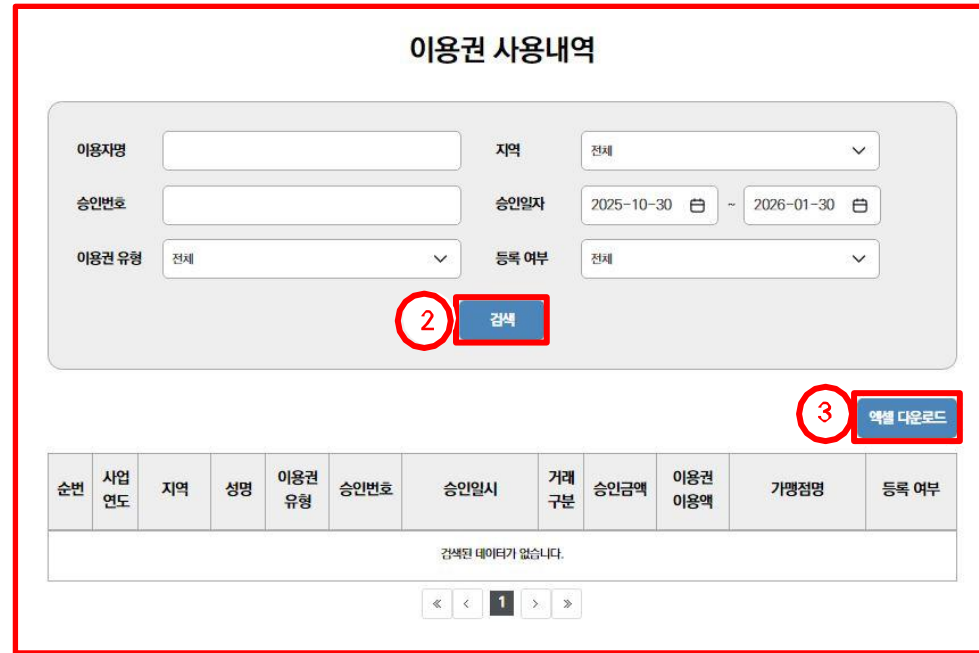 이용권 사용내역
이용자명 지역 전체
승인번호 승인일자 2025-10-30 ~ 2026-01-30
이용권 유형 전체 등록 여부 전체
2 검색
3 엑셀 다운로드
순번 사업 연도 지역 성명 이용권 유형 승인번호 승인일시 거래 구분 승인금액 이용권 이용액 가맹점명 등록 여부
검색된 데이터가 없습니다.
« < 1 > »